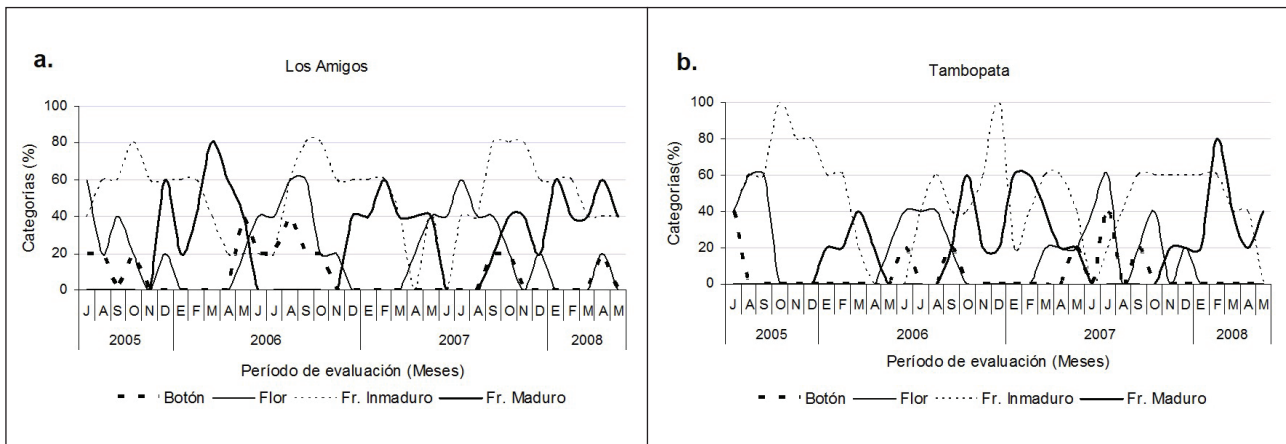 a.
Los Amigos
Categorías (%)
100
80
60
40
20
0
J A S O N D E F M A M J J A S O N D E F M A M J J A S O N D E F M A M
2005 2006 2007 2008
Período de evaluación (Meses)
Botón Flor Fr. Inmaduro Fr. Maduro
b.
Tambopata
Categorías(%)
100
80
60
40
20
0
J A S O N D E F M A M J J A S O N D E F M A M J J A S O N D E F M A M
2005 2006 2007 2008
Período de evaluación (Meses)
Botón Flor Fr. Inmaduro Fr. Maduro